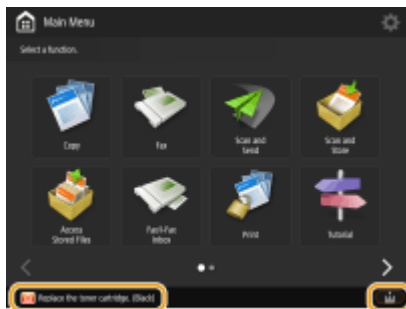 Main Menu
Select a function.
Copy
Fax
Scan and
Send
Scan and
Store
Access
Stored Files
Fax/I-Fax
Inbox
Print
Tutorial
Replace the toner cartridge. (Black)